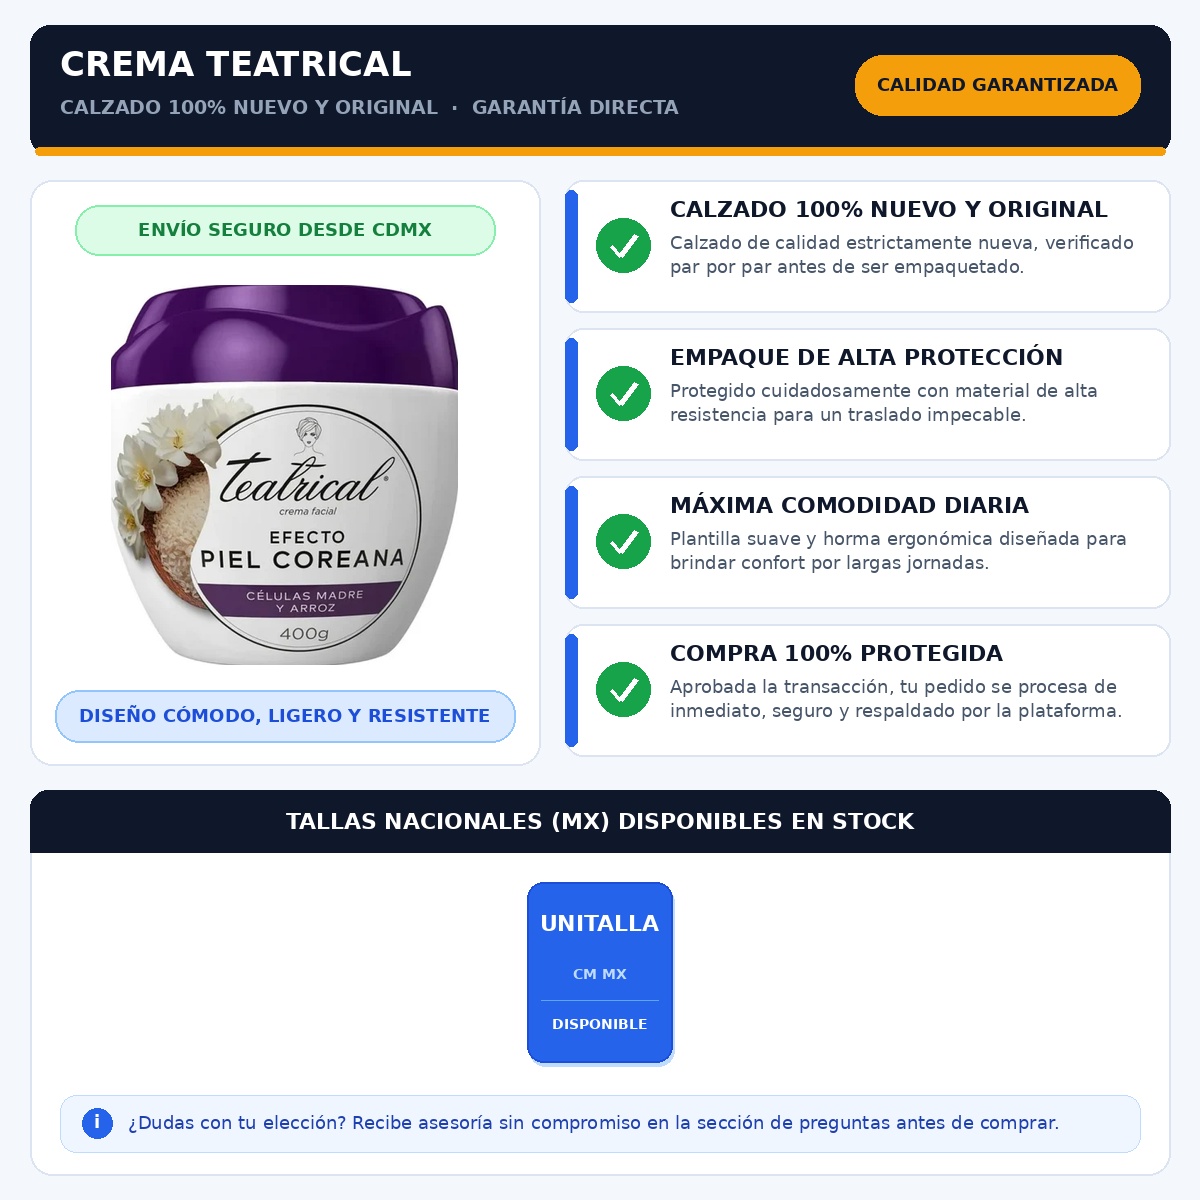 CREMA TEATRICAL
CALZADO 100% NUEVO Y ORIGINAL · GARANTÍA DIRECTA
CALIDAD GARANTIZADA
ENVÍO SEGURO DESDE CDMX
Teatrical®
crema facial
EFECTO
PIEL COREANA
CÉLULAS MADRE
Y ARROZ
400g
DISEÑO CÓMODO, LIGERO Y RESISTENTE
CALZADO 100% NUEVO Y ORIGINAL
Calzado de calidad estrictamente nueva, verificado
par por par antes de ser empaquetado.
EMPAQUE DE ALTA PROTECCIÓN
Protegido cuidadosamente con material de alta
resistencia para un traslado impecable.
MÁXIMA COMODIDAD DIARIA
Plantilla suave y horma ergonómica diseñada para
brindar confort por largas jornadas.
COMPRA 100% PROTEGIDA
Aprobada la transacción, tu pedido se procesa de
inmediato, seguro y respaldado por la plataforma.
TALLAS NACIONALES (MX) DISPONIBLES EN STOCK
UNITALLA
CM MX
DISPONIBLE
i ¿Dudas con tu elección? Recibe asesoría sin compromiso en la sección de preguntas antes de comprar.